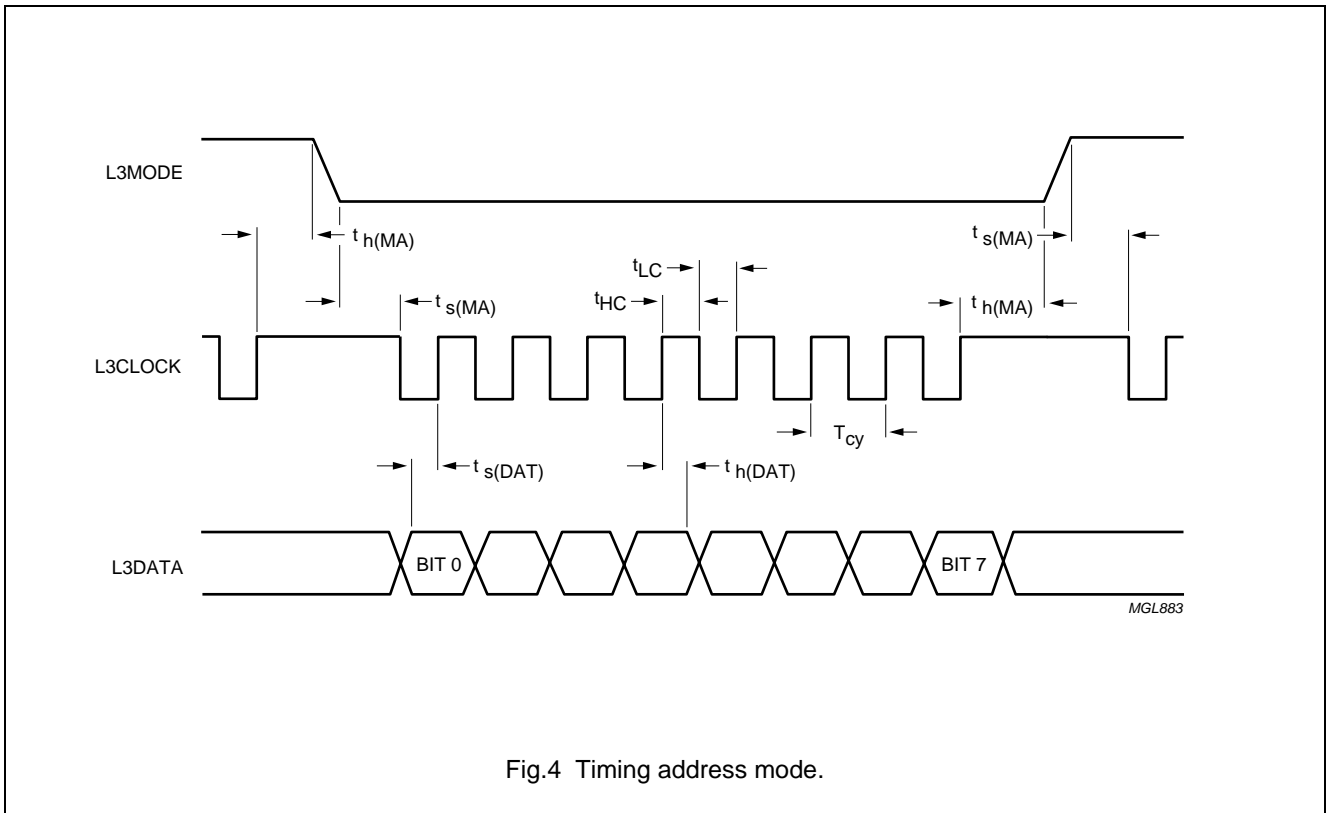 L3MODE
t h(MA)
t s(MA)
tLC
t s(MA)
tHC
t h(MA)
L3CLOCK
Tcy
t s(DAT)
t h(DAT)
L3DATA
BIT 0
BIT 7
MGL883
Fig.4 Timing address mode.